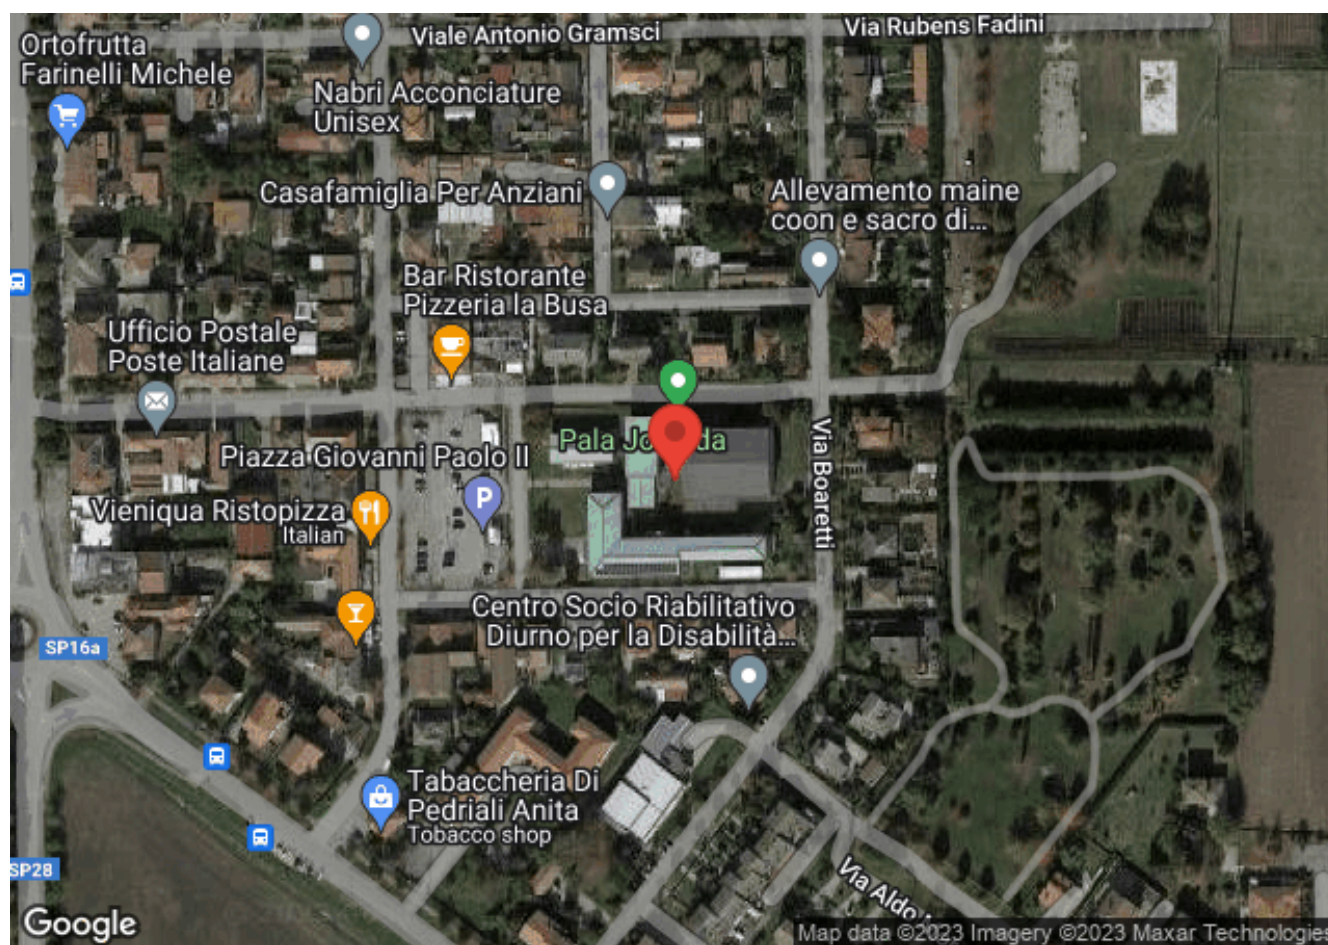 Viale Antonio Gramsci
Via Rubens Fadini
Ortofrutta
Farinelli Michele
Nabri Acconciature
Unisex
Casafamiglia Per Anziani
Allevamento maine
coon e sacro di...
Bar Ristorante
Pizzeria la Busa
Ufficio Postale
Poste Italiane
Pala
Via Boaretti
Piazza Giovanni Paolo II
P
Vieniqua Ristopizza
Italian
Centro Socio Riabilitativo
Diurno per la Disabilità...
SP16a
Tabaccheria Di
Pedriali Anita
Tobacco shop
SP28
Via Aldo
Google
Map data ©2023 Imagery ©2023 Maxar Technologies